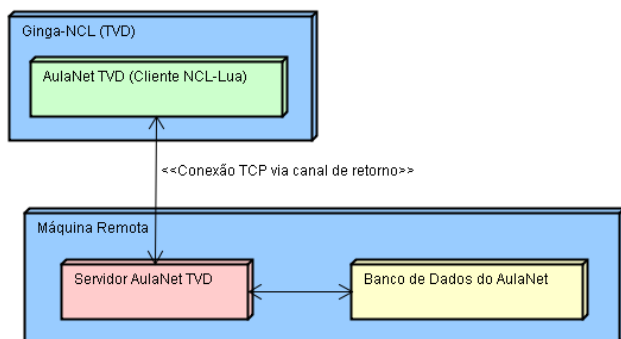 Ginga-NCL (TVD)
AulaNet TVD (Cliente NCL-Lua)
<<Conexão TCP via canal de retorno>>
Máquina Remota
Servidor AulaNet TVD
Banco de Dados do AulaNet